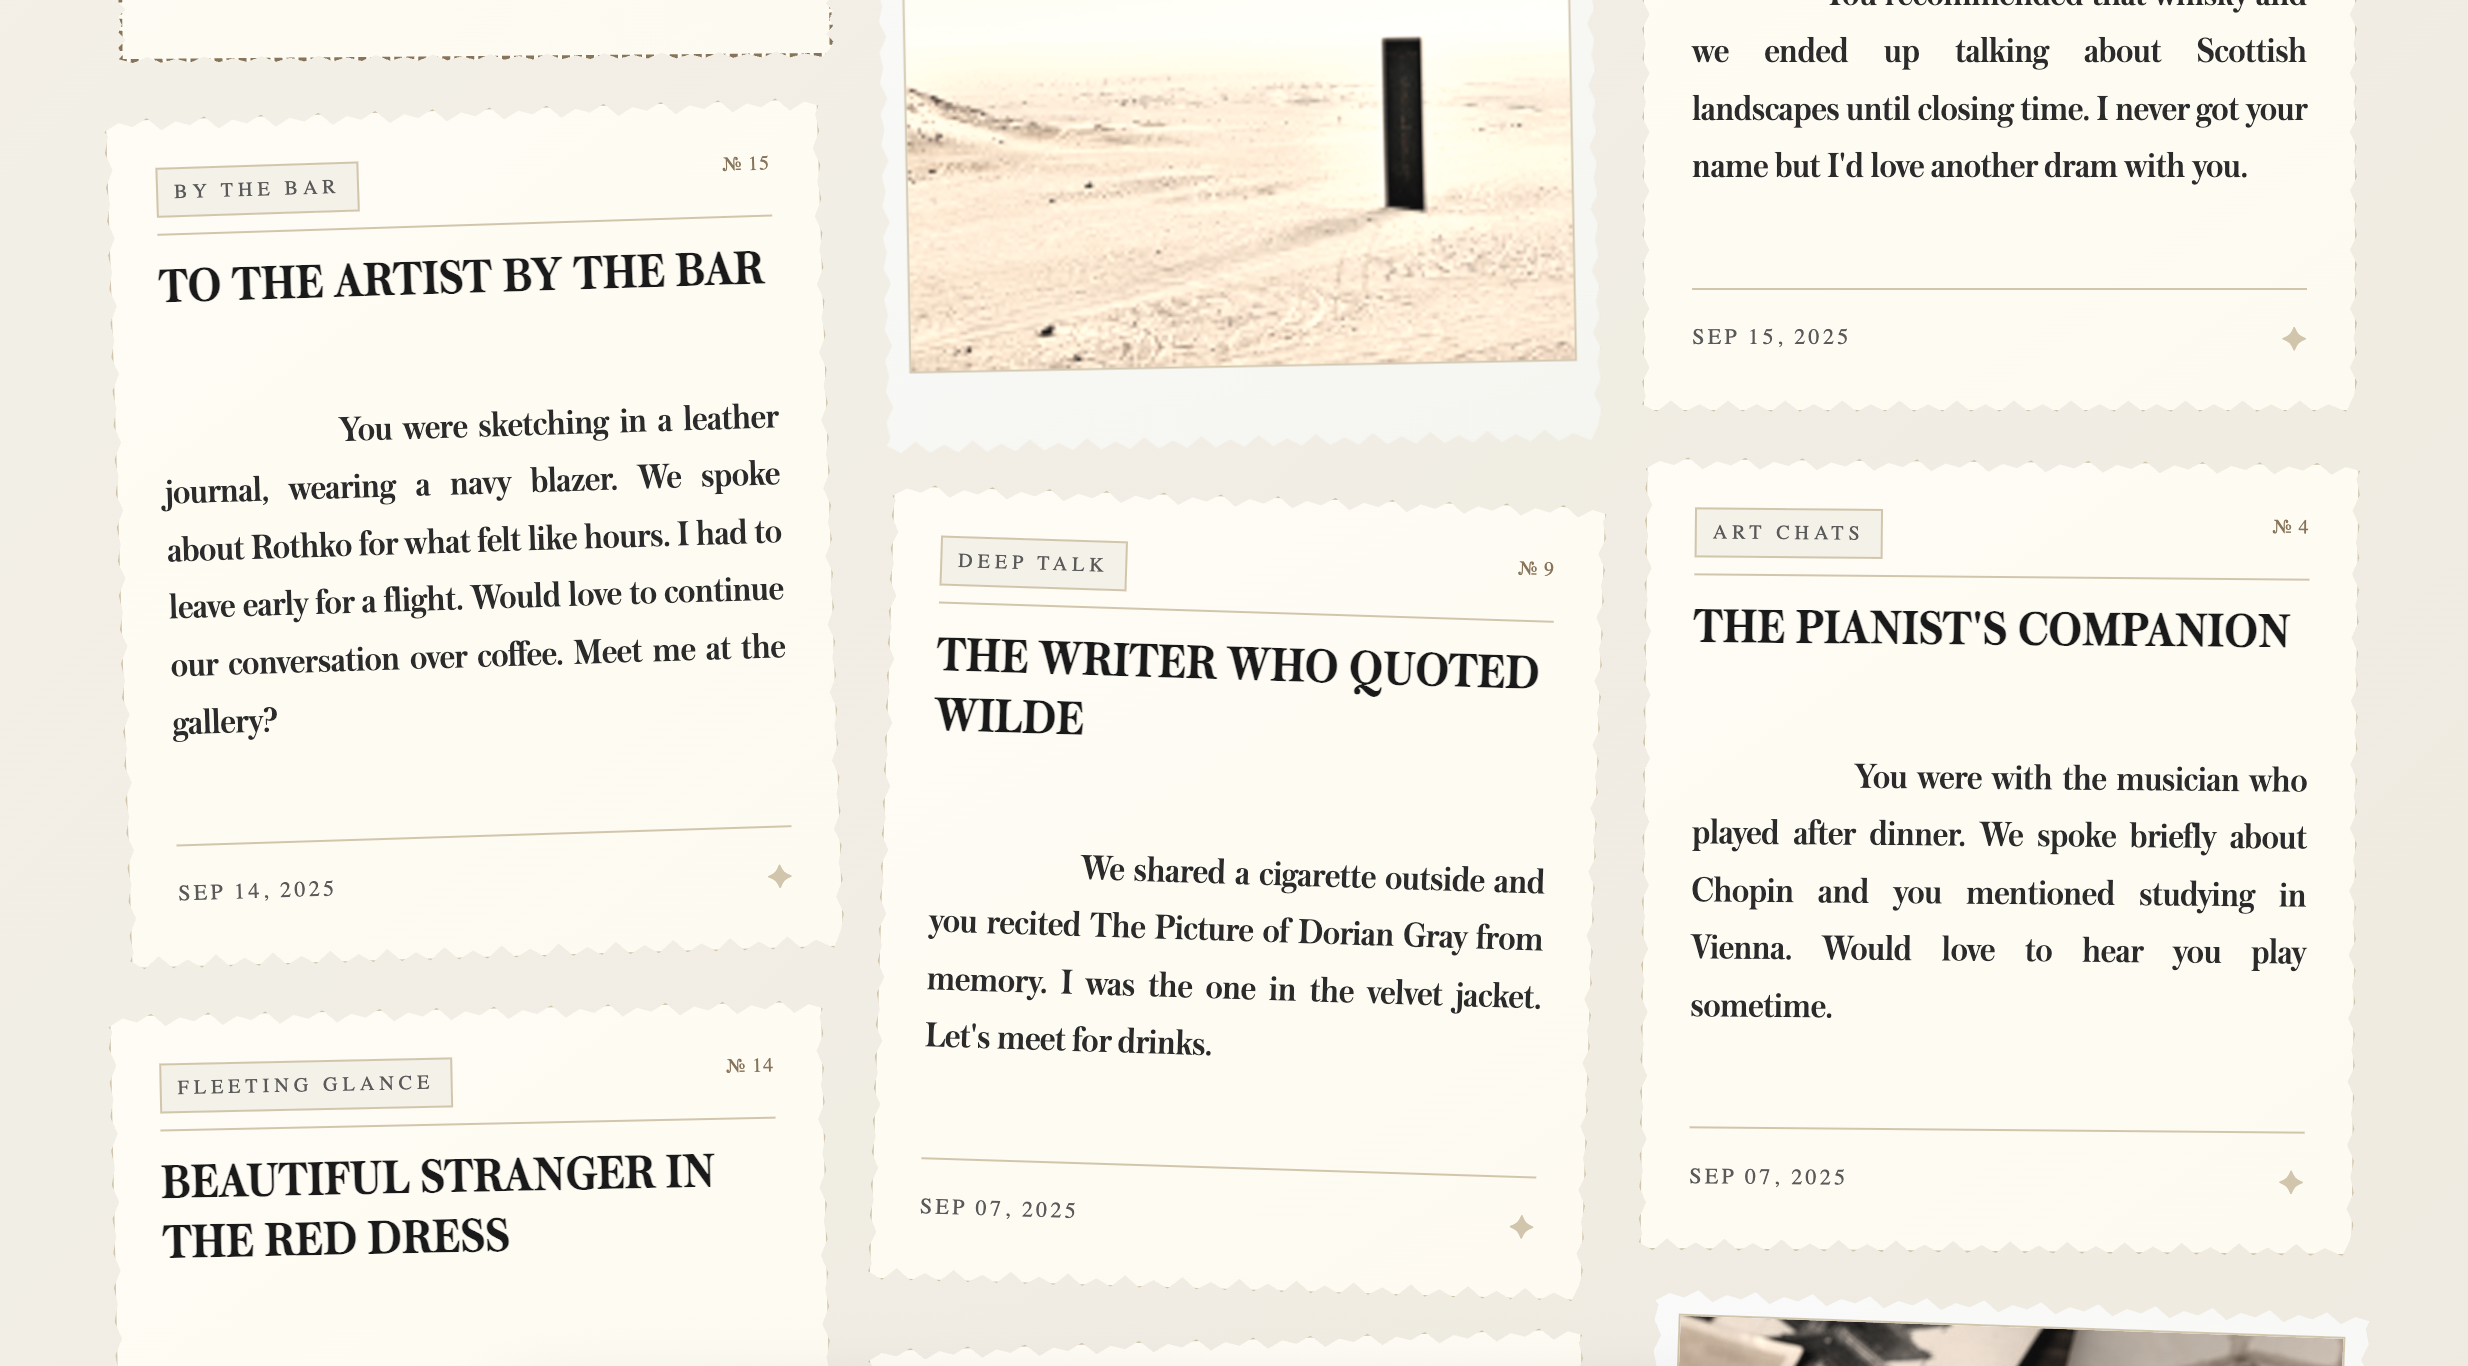 BY THE BAR
№ 15
TO THE ARTIST BY THE BAR
You were sketching in a leather
journal, wearing a navy blazer. We spoke
about Rothko for what felt like hours. I had to
leave early for a flight. Would love to continue
our conversation over coffee. Meet me at the
gallery?
SEP 14, 2025
FLEETING GLANCE
№ 14
BEAUTIFUL STRANGER IN
THE RED DRESS
DEEP TALK
№ 9
THE WRITER WHO QUOTED
WILDE
We shared a cigarette outside and
you recited The Picture of Dorian Gray from
memory. I was the one in the velvet jacket.
Let's meet for drinks.
SEP 07, 2025
You recommended that whisky and
we ended up talking about Scottish
landscapes until closing time. I never got your
name but I'd love another dram with you.
SEP 15, 2025
ART CHATS
№ 4
THE PIANIST'S COMPANION
You were with the musician who
played after dinner. We spoke briefly about
Chopin and you mentioned studying in
Vienna. Would love to hear you play
sometime.
SEP 07, 2025